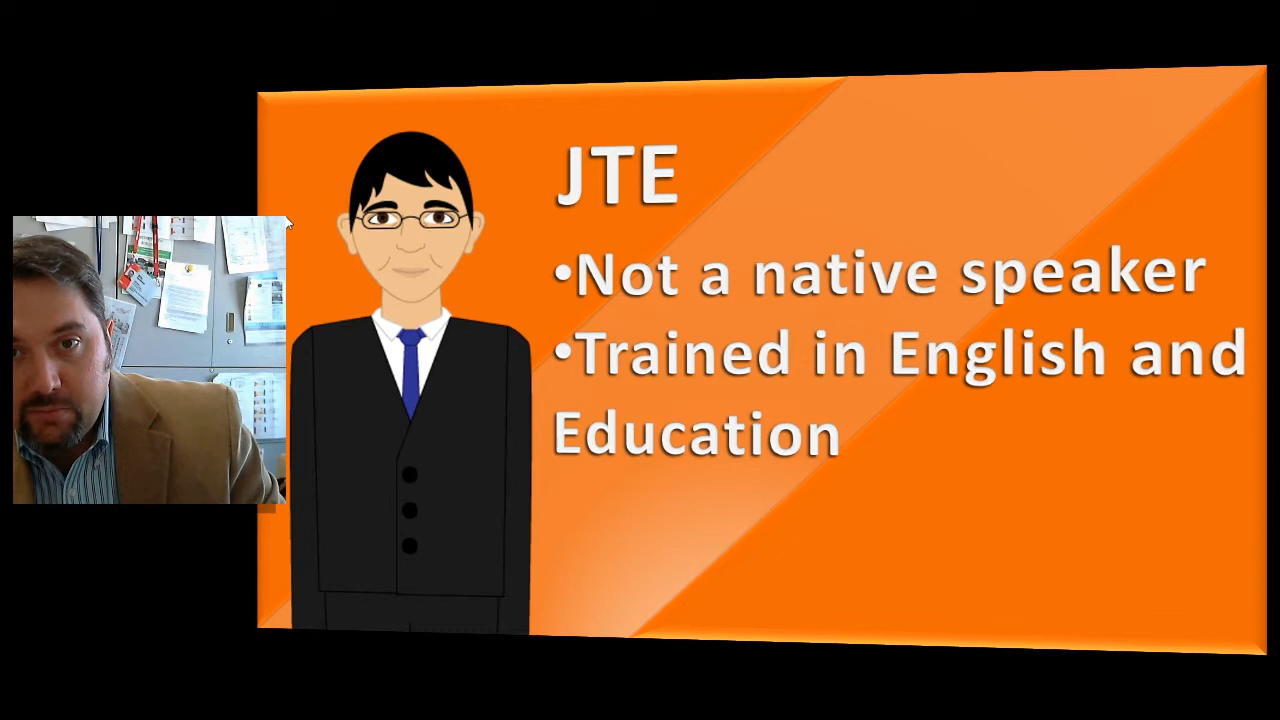 JTE
•Not a native speaker
•Trained in English and
Education